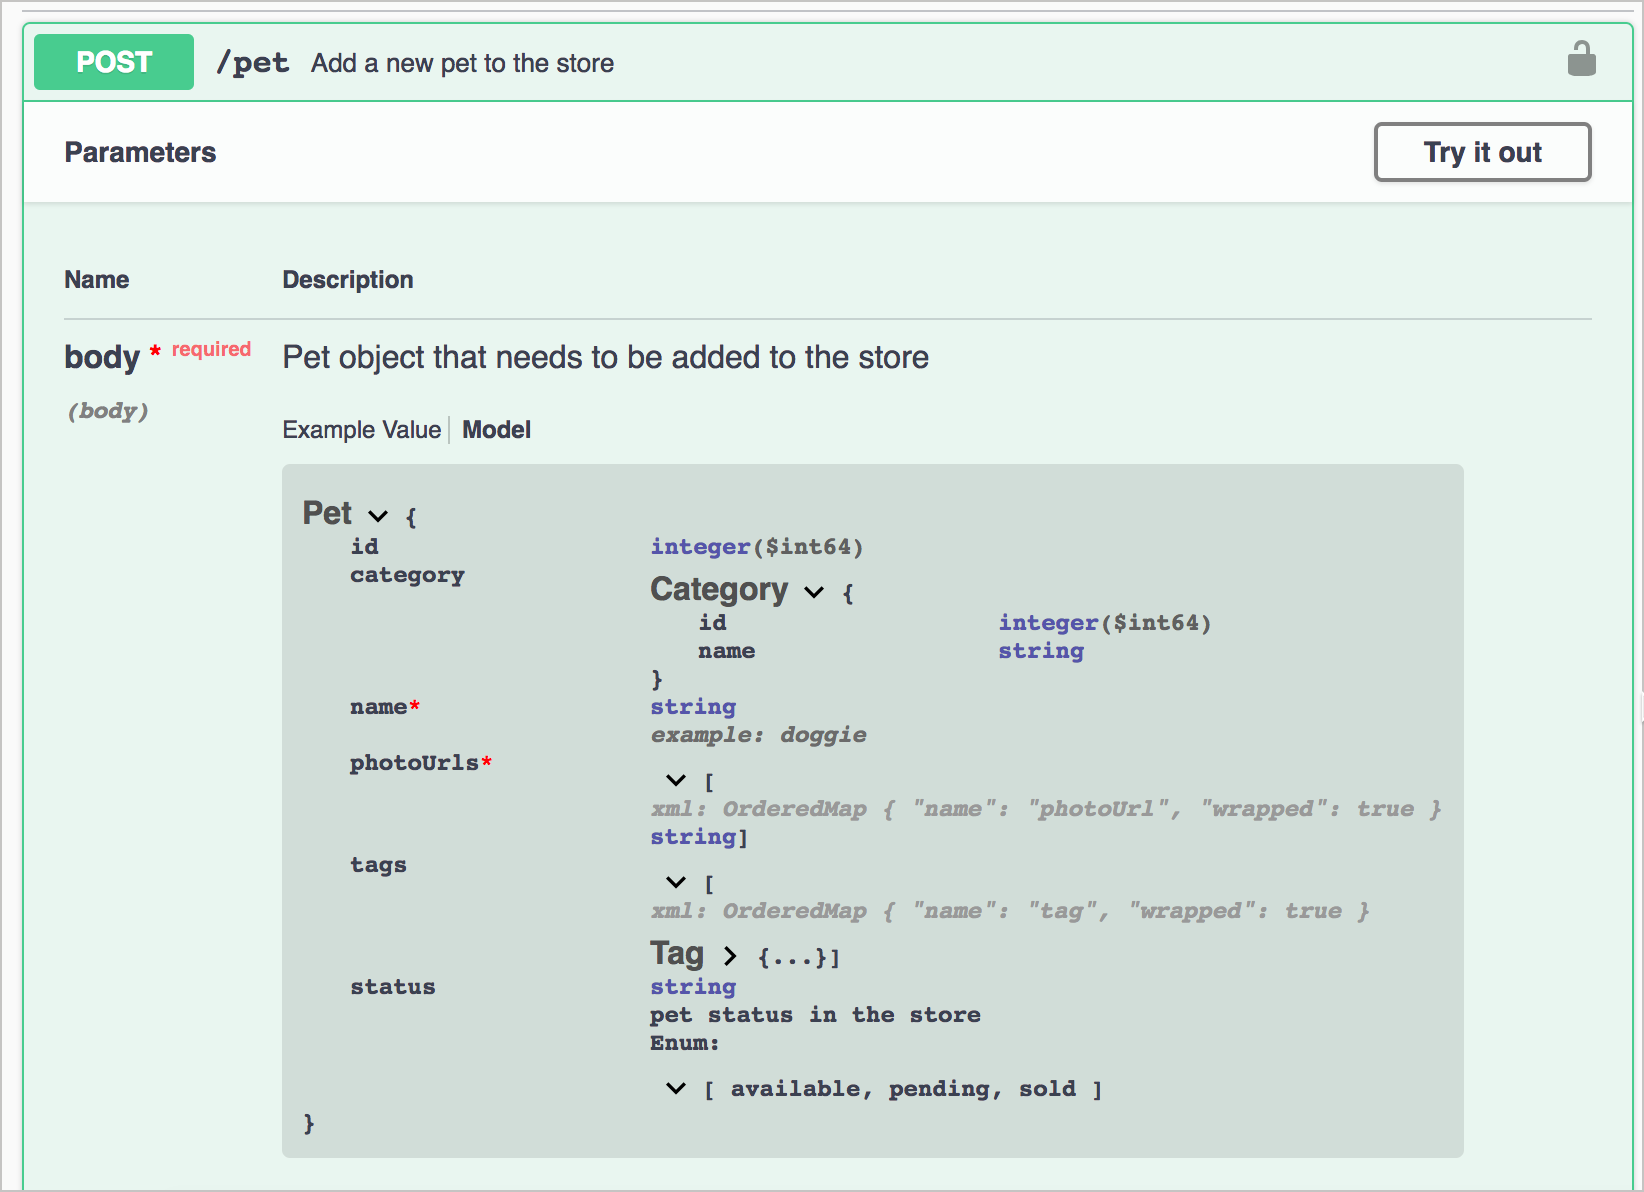 POST /pet Add a new pet to the store
Parameters
Try it out
Name Description
body * required Pet object that needs to be added to the store
(body)
Example Value Model
Pet {
id integer($int64)
category
Category {
id integer($int64)
name string
}
name* string
example: doggie
photoUrls*
[
xml: OrderedMap { "name": "photoUrl", "wrapped": true }
string]
tags
[
xml: OrderedMap { "name": "tag", "wrapped": true }
Tag {...}]
status string
pet status in the store
Enum:
[ available, pending, sold ]
}